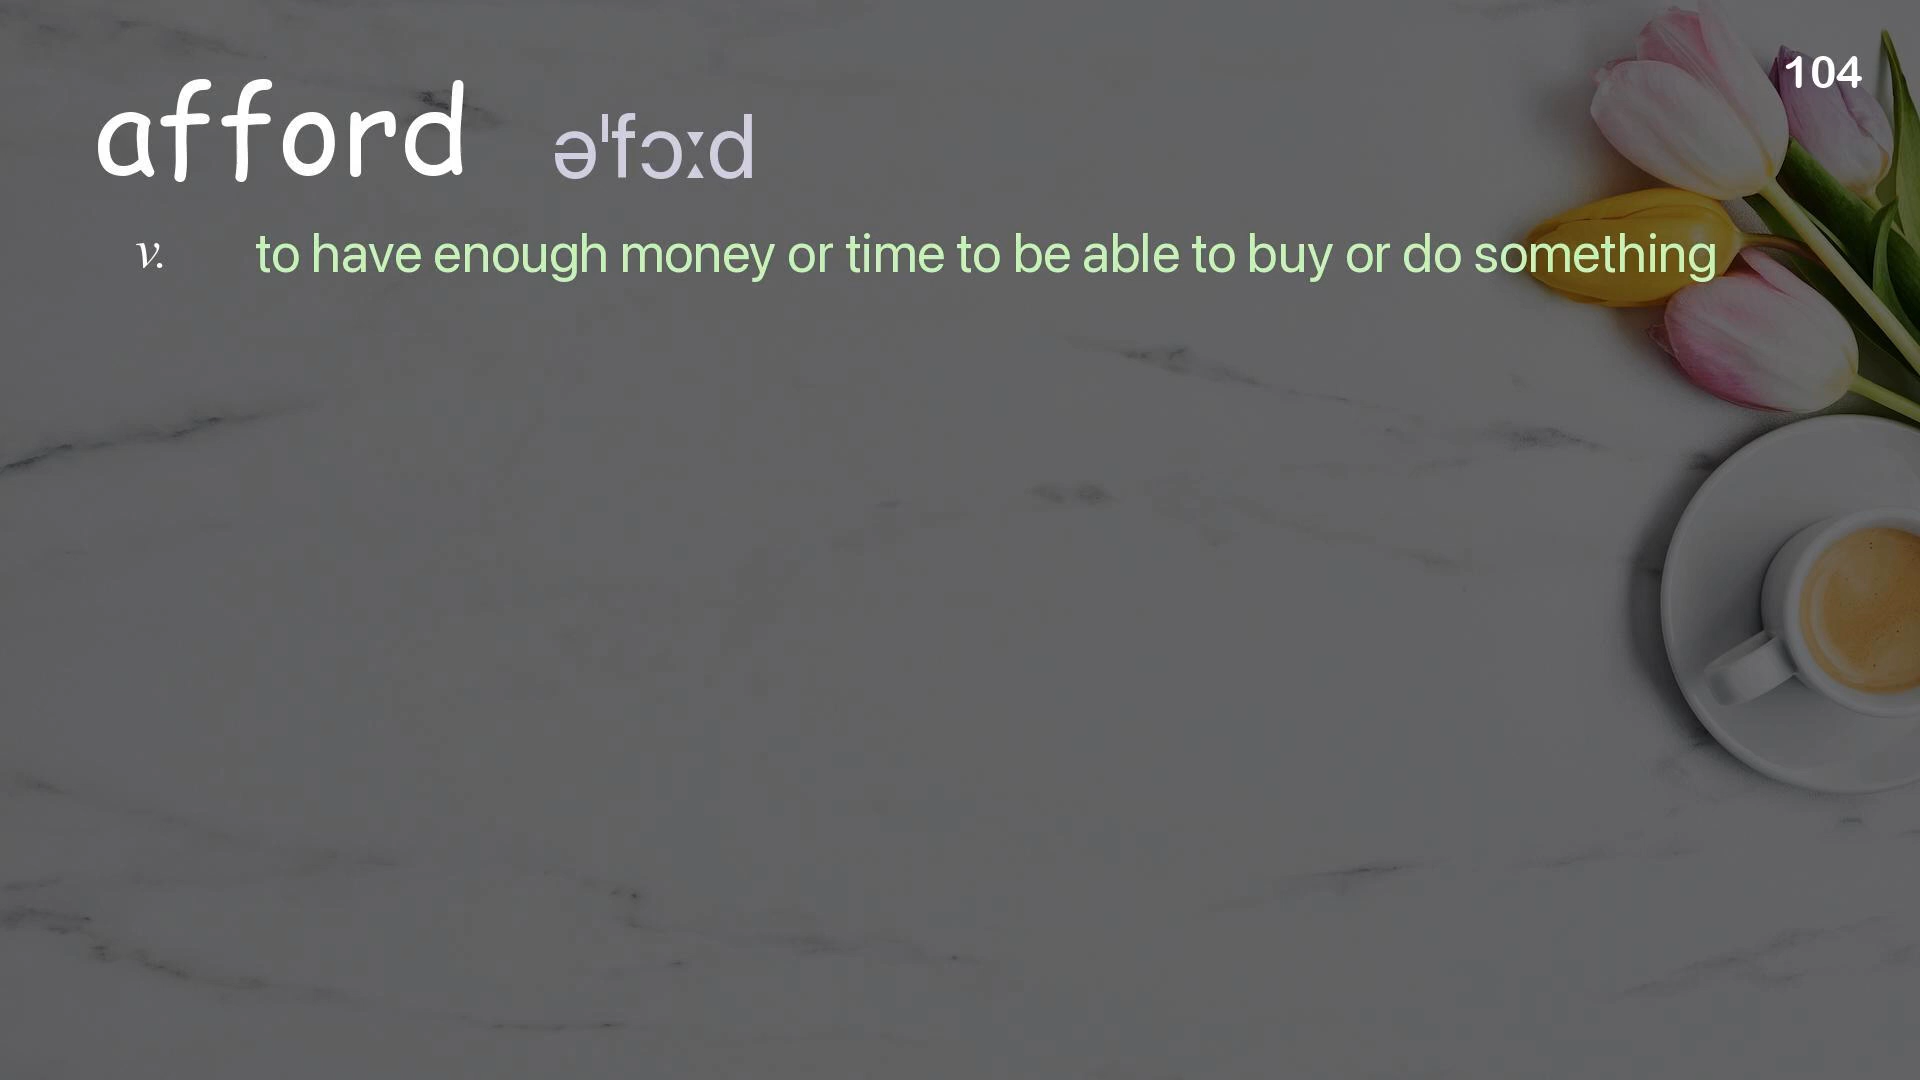 104
afford əˈfɔːd
v. to have enough money or time to be able to buy or do something